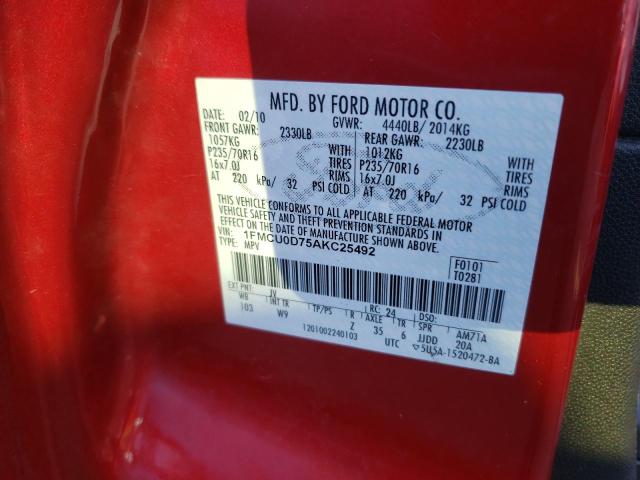 MFD. BY FORD MOTOR CO.
DATE: 02/10 GVWR: 4440LB/ 2014KG
FRONT GAWR: 2330LB REAR GAWR: 2230LB
1057KG WITH 1012KG WITH
P235/70R16 TIRES P235/70R16 TIRES
16x7.0J RIMS 16x7.0J RIMS
AT 220 kPa/ 32 PSI COLD AT 220 kPa/ 32 PSI COLD
THIS VEHICLE CONFORMS TO ALL APPLICABLE FEDERAL MOTOR
VEHICLE SAFETY AND THEFT PREVENTION STANDARDS IN
EFFECT ON THE DATE OF MANUFACTURE SHOWN ABOVE.
VIN: 1FMCU0D75AKC25492
TYPE: MPV
F0101
T0281
EXT PNT: JV RC: 24 DSO:
WB INT TR TP/PS R AXLE TR SPR AM71A
103 W9 Z 35 6 JJDD 20A
1201002240103 UTC 5U5A-1520472-BA
Ford